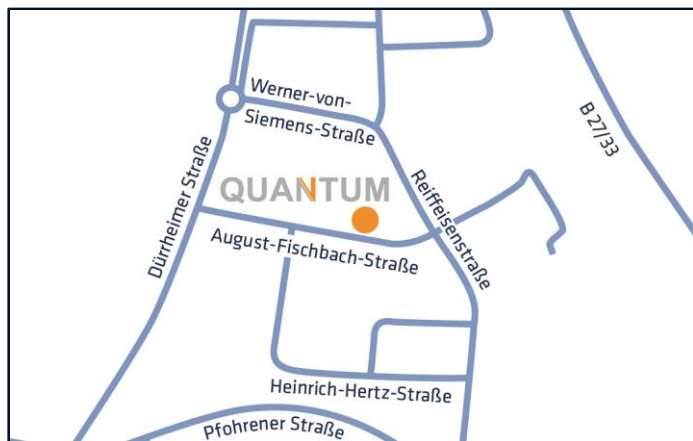 Werner-von-
Siemens-Straße
B 27/33
Dürrheimer Straße
QUANTUM
Reiffeisenstraße
August-Fischbach-Straße
Heinrich-Hertz-Straße
Pfohrener Straße